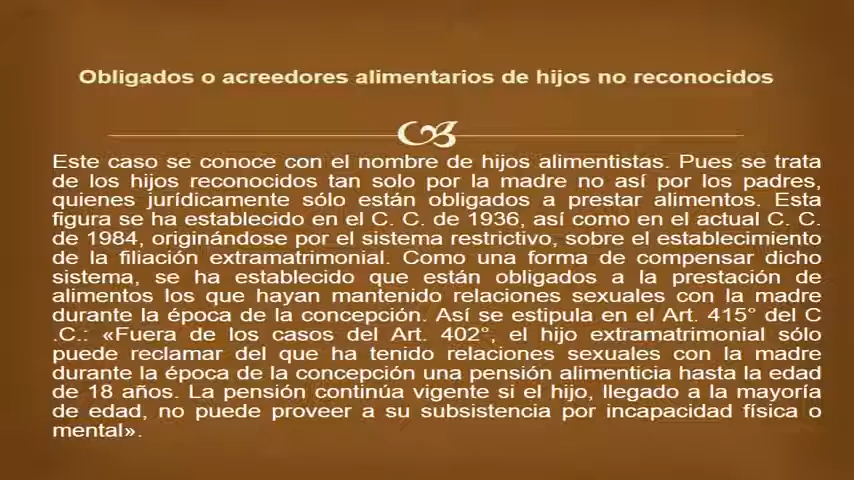 Obligados o acreedores alimentarios de hijos no reconocidos
Este caso se conoce con el nombre de hijos alimentistas. Pues se trata
de los hijos reconocidos tan solo por la madre no así por los padres,
quienes jurídicamente sólo están obligados a prestar alimentos. Esta
figura se ha establecido en el C. C. de 1936, así como en el actual C. C.
de 1984, originándose por el sistema restrictivo, sobre el establecimiento
de la filiación extramatrimonial. Como una forma de compensar dicho
sistema, se ha establecido que están obligados a la prestación de
alimentos los que hayan mantenido relaciones sexuales con la madre
durante la época de la concepción. Así se estipula en el Art. 415° del C
.C.: «Fuera de los casos del Art. 402°, el hijo extramatrimonial sólo
puede reclamar del que ha tenido relaciones sexuales con la madre
durante la época de la concepción una pensión alimenticia hasta la edad
de 18 años. La pensión continúa vigente si el hijo, llegado a la mayoría
de edad, no puede proveer a su subsistencia por incapacidad física o
mental».